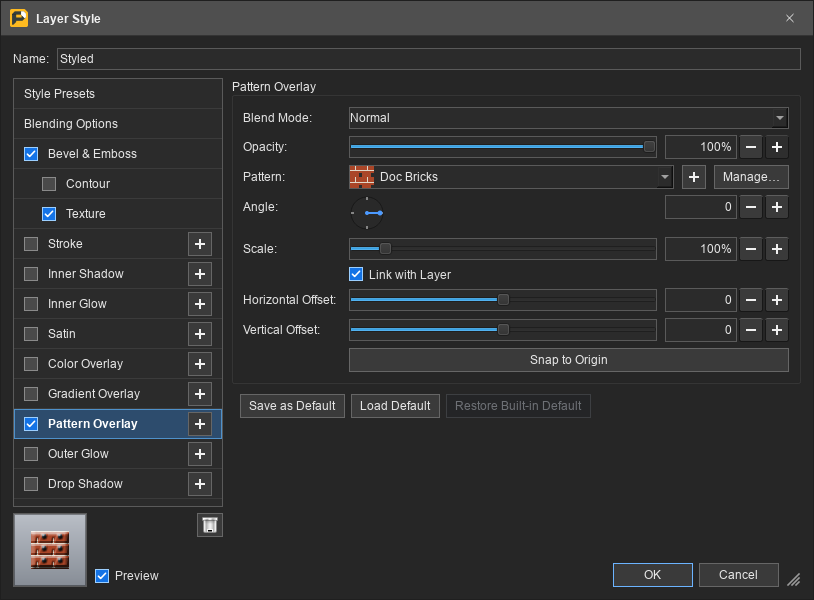 Layer Style
Name: Styled
Style Presets
Blending Options
Bevel & Emboss
Contour
Texture
Stroke
Inner Shadow
Inner Glow
Satin
Color Overlay
Gradient Overlay
Pattern Overlay
Outer Glow
Drop Shadow
Preview
Pattern Overlay
Blend Mode: Normal
Opacity: 100%
Pattern: Doc Bricks Manage...
Angle: 0
Scale: 100%
Link with Layer
Horizontal Offset: 0
Vertical Offset: 0
Snap to Origin
Save as Default Load Default Restore Built-in Default
OK Cancel